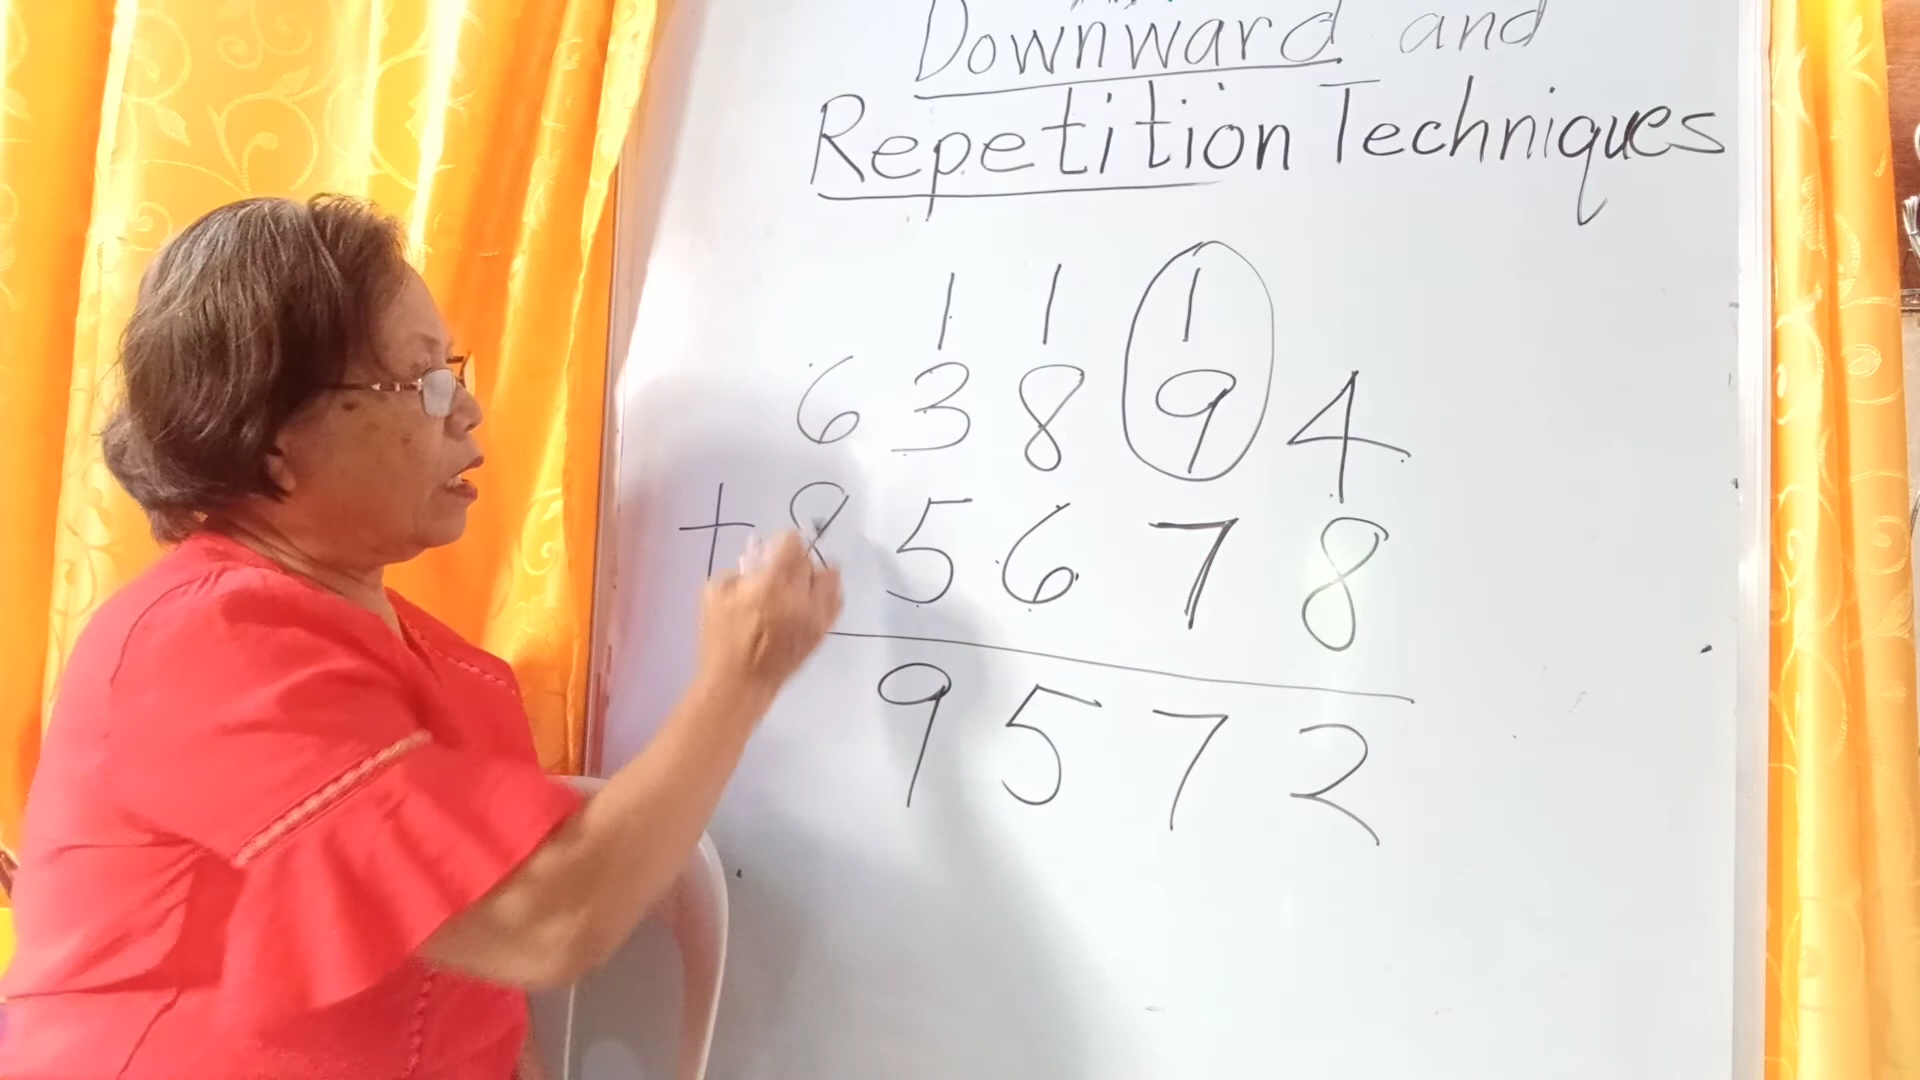 Downward and
Repetition Techniques
1 1 1
6 3 8 9 4
+ 8 5 6 7 8
9 5 7 2